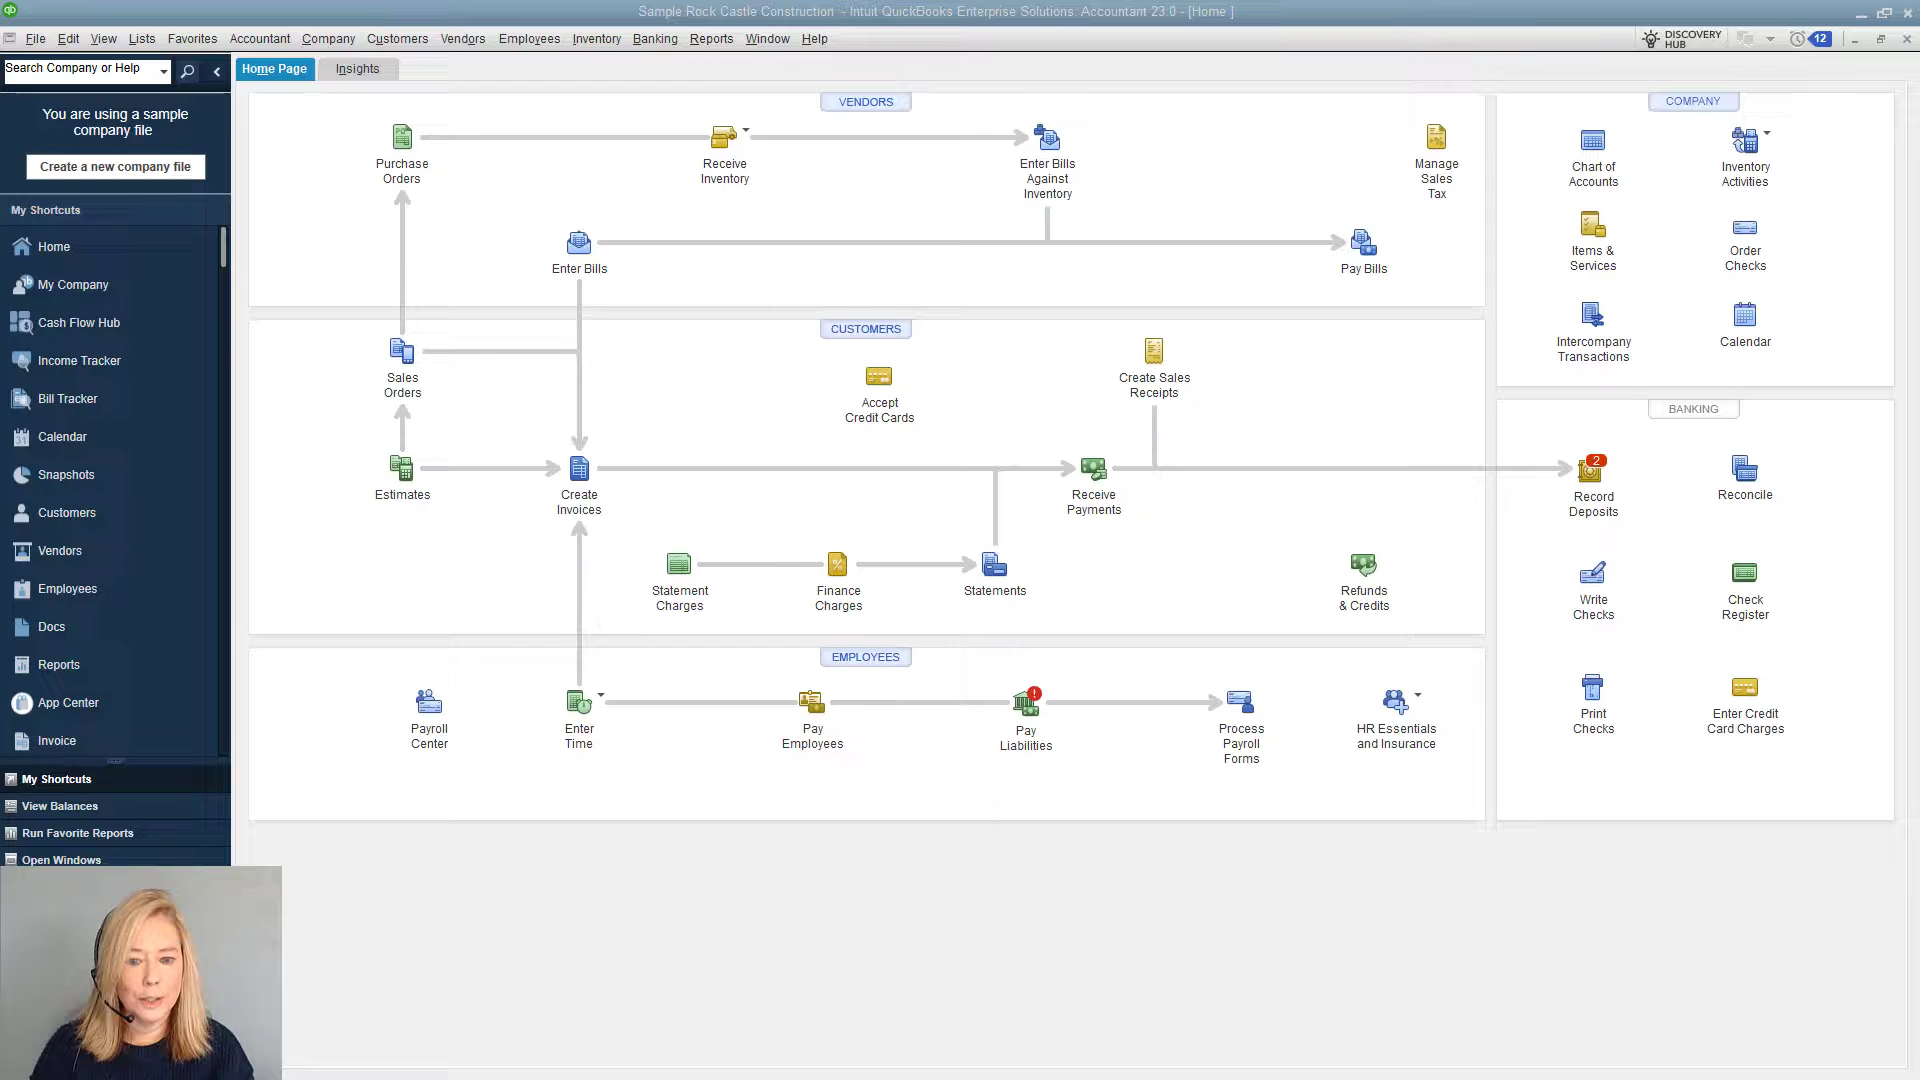 Sample Rock Castle Construction - Intuit QuickBooks Enterprise Solutions: Accountant 23.0 - [Home ]
File Edit View Lists Favorites Accountant Company Customers Vendors Employees Inventory Banking Reports Window Help
DISCOVERY
HUB
12
Search Company or Help
Home Page
Insights
You are using a sample
company file
Create a new company file
My Shortcuts
Home
My Company
Cash Flow Hub
Income Tracker
Bill Tracker
Calendar
Snapshots
Customers
Vendors
Employees
Docs
Reports
App Center
Invoice
My Shortcuts
View Balances
Run Favorite Reports
Open Windows
VENDORS
Purchase
Orders
Receive
Inventory
Enter Bills
Against
Inventory
Manage
Sales
Tax
Enter Bills
Pay Bills
CUSTOMERS
Sales
Orders
Accept
Credit Cards
Create Sales
Receipts
Estimates
Create
Invoices
Receive
Payments
Statement
Charges
Finance
Charges
Statements
Refunds
& Credits
EMPLOYEES
Payroll
Center
Enter
Time
Pay
Employees
Pay
Liabilities
Process
Payroll
Forms
HR Essentials
and Insurance
COMPANY
Chart of
Accounts
Inventory
Activities
Items &
Services
Order
Checks
Intercompany
Transactions
Calendar
BANKING
2
Record
Deposits
Reconcile
Write
Checks
Check
Register
Print
Checks
Enter Credit
Card Charges